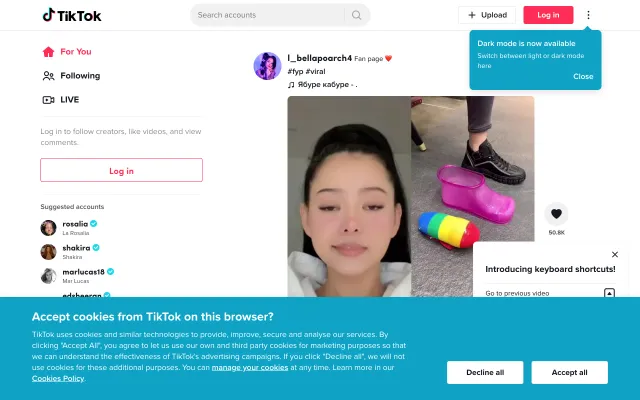 TikTok
Search accounts
+ Upload
Log in
Dark mode is now available
Switch between light or dark mode
here
Close
For You
Following
LIVE
Log in to follow creators, like videos, and view
comments.
Log in
Suggested accounts
rosalia
La Rosalia
shakira
Shakira
marlucas18
Mar Lucas
edsheeran
l_bellapoarch4 Fan page
#fyp #viral
Ябуре кабуре - .
50.8K
Introducing keyboard shortcuts!
Go to previous video
Accept cookies from TikTok on this browser?
TikTok uses cookies and similar technologies to provide, improve, secure and analyse our services. By
clicking "Accept All", you agree to let us use our own and third party cookies for marketing purposes so that
we can understand the effectiveness of TikTok's advertising campaigns. If you click "Decline all", we will not
use cookies for these additional purposes. You can manage your cookies at any time. Learn more in our
Cookies Policy.
Decline all
Accept all